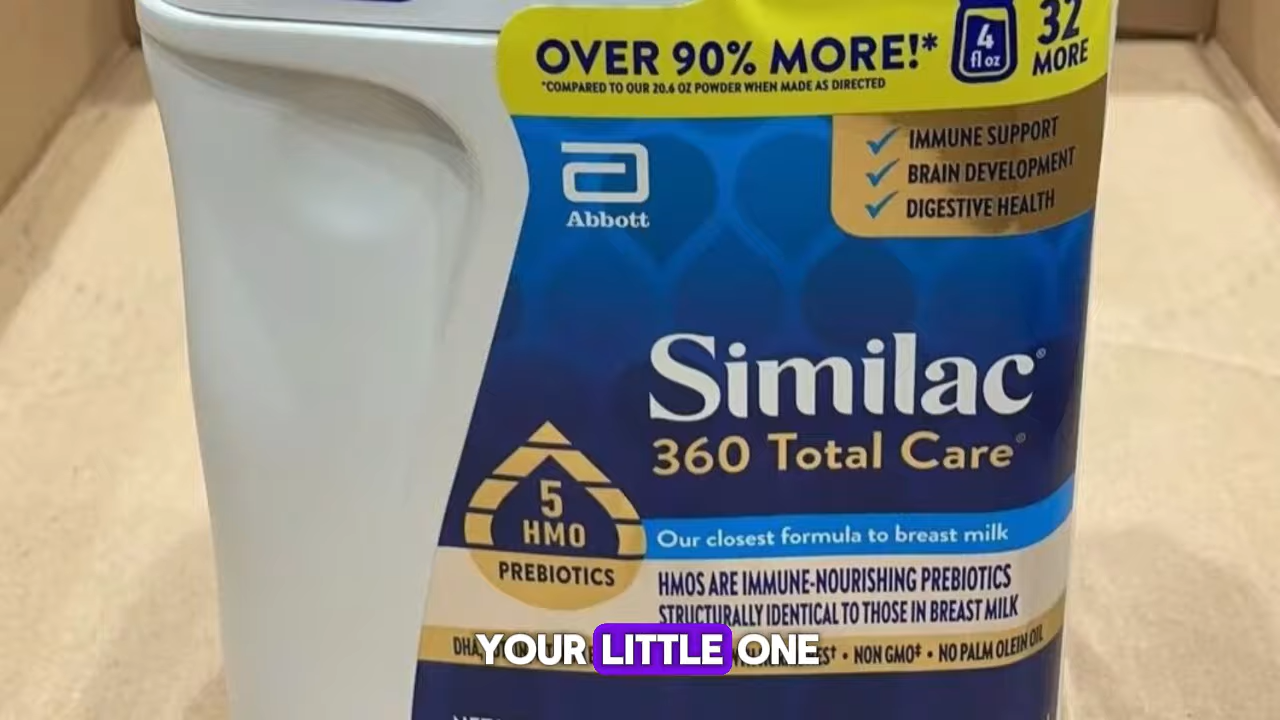 OVER 90% MORE!*
*COMPARED TO OUR 20.6 OZ POWDER WHEN MADE AS DIRECTED
4
fl oz
32
MORE
IMMUNE SUPPORT
BRAIN DEVELOPMENT
DIGESTIVE HEALTH
Abbott
Similac®
360 Total Care®
5
HMO
PREBIOTICS
Our closest formula to breast milk
HMOS ARE IMMUNE-NOURISHING PREBIOTICS
STRUCTURALLY IDENTICAL TO THOSE IN BREAST MILK
• NON GMO‡ • NO PALM OLEIN OIL
YOUR LITTLE ONE